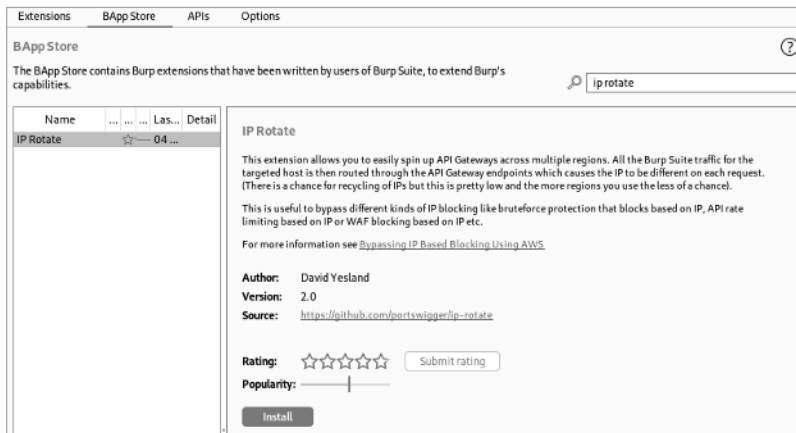 Extensions BApp Store APIs Options
BApp Store
?
The BApp Store contains Burp extensions that have been written by users of Burp Suite, to extend Burp's
capabilities.
ip rotate
Name ... ... ... Las... Detail
IP Rotate 04 ...
IP Rotate
This extension allows you to easily spin up API Gateways across multiple regions. All the Burp Suite traffic for the
targeted host is then routed through the API Gateway endpoints which causes the IP to be different on each request.
(There is a chance for recycling of IPs but this is pretty low and the more regions you use the less of a chance).
This is useful to bypass different kinds of IP blocking like bruteforce protection that blocks based on IP, API rate
limiting based on IP or WAF blocking based on IP etc.
For more information see Bypassing IP Based Blocking Using AWS
Author: David Yesland
Version: 2.0
Source: https://github.com/portswigger/ip-rotate
Rating: Submit rating
Popularity:
Install